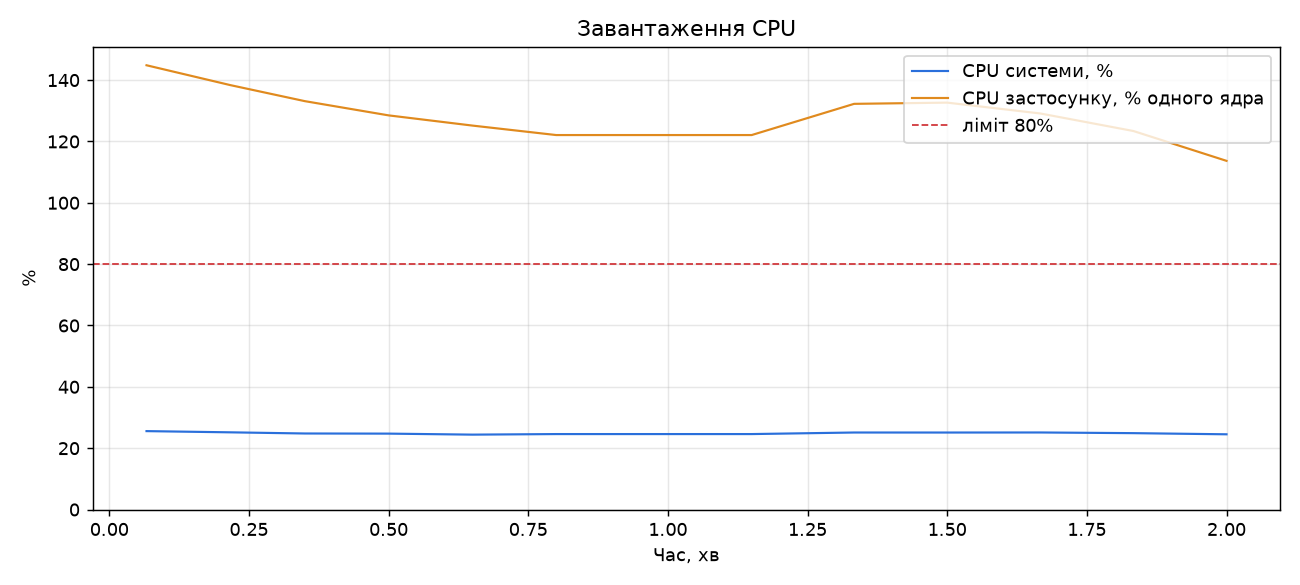 Завантаження CPU
CPU системи, %
CPU застосунку, % одного ядра
ліміт 80%
%
140
120
100
80
60
40
20
0
0.00 0.25 0.50 0.75 1.00 1.25 1.50 1.75 2.00
Час, хв